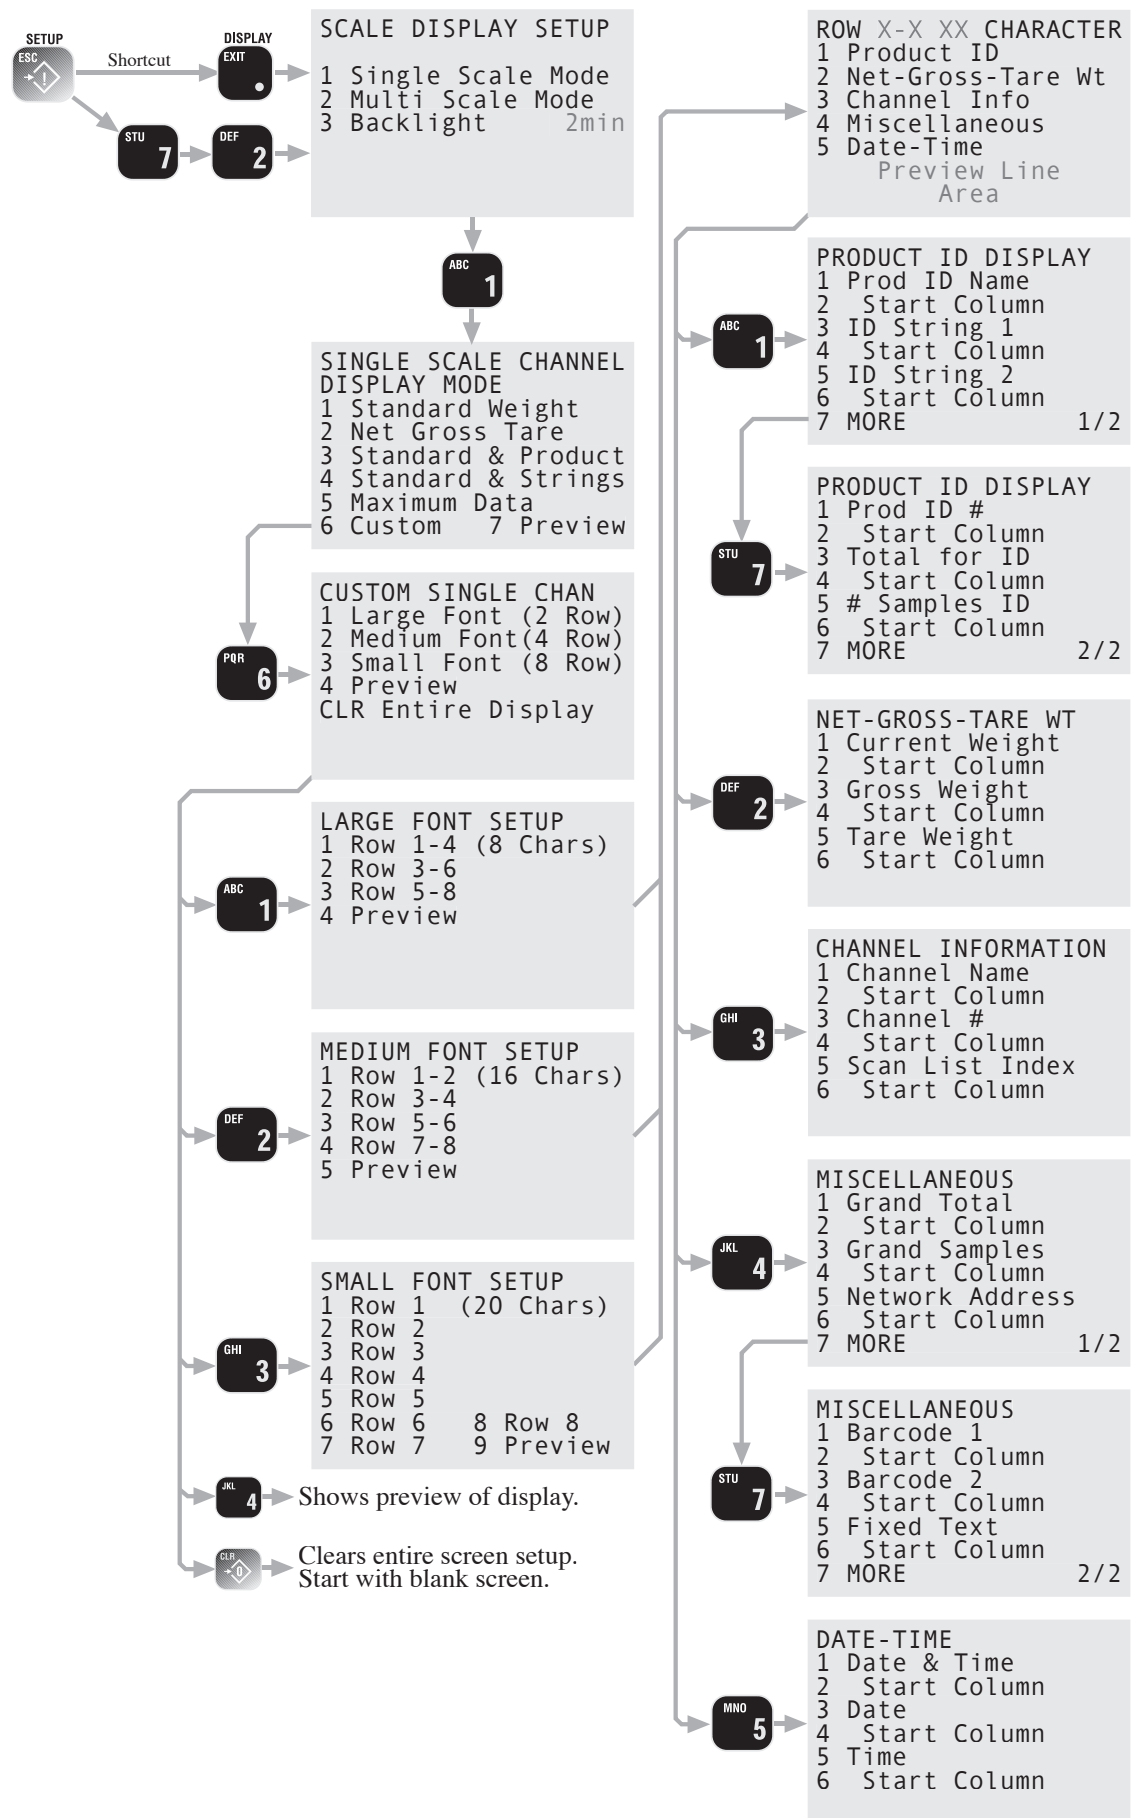 SETUP
ESC
Shortcut
DISPLAY
EXIT
STU
7
DEF
2
SCALE DISPLAY SETUP
1 Single Scale Mode
2 Multi Scale Mode
3 Backlight 2min
ABC
1
SINGLE SCALE CHANNEL
DISPLAY MODE
1 Standard Weight
2 Net Gross Tare
3 Standard & Product
4 Standard & Strings
5 Maximum Data
6 Custom 7 Preview
PQR
6
CUSTOM SINGLE CHAN
1 Large Font (2 Row)
2 Medium Font(4 Row)
3 Small Font (8 Row)
4 Preview
CLR Entire Display
ABC
1
LARGE FONT SETUP
1 Row 1-4 (8 Chars)
2 Row 3-6
3 Row 5-8
4 Preview
DEF
2
MEDIUM FONT SETUP
1 Row 1-2 (16 Chars)
2 Row 3-4
3 Row 5-6
4 Row 7-8
5 Preview
GHI
3
SMALL FONT SETUP
1 Row 1 (20 Chars)
2 Row 2
3 Row 3
4 Row 4
5 Row 5
6 Row 6 8 Row 8
7 Row 7 9 Preview
JKL
4
Shows preview of display.
CLR
0
Clears entire screen setup.
Start with blank screen.
ROW X-X XX CHARACTER
1 Product ID
2 Net-Gross-Tare Wt
3 Channel Info
4 Miscellaneous
5 Date-Time
Preview Line
Area
ABC
1
PRODUCT ID DISPLAY
1 Prod ID Name
2 Start Column
3 ID String 1
4 Start Column
5 ID String 2
6 Start Column
7 MORE 1/2
STU
7
PRODUCT ID DISPLAY
1 Prod ID #
2 Start Column
3 Total for ID
4 Start Column
5 # Samples ID
6 Start Column
7 MORE 2/2
DEF
2
NET-GROSS-TARE WT
1 Current Weight
2 Start Column
3 Gross Weight
4 Start Column
5 Tare Weight
6 Start Column
GHI
3
CHANNEL INFORMATION
1 Channel Name
2 Start Column
3 Channel #
4 Start Column
5 Scan List Index
6 Start Column
JKL
4
MISCELLANEOUS
1 Grand Total
2 Start Column
3 Grand Samples
4 Start Column
5 Network Address
6 Start Column
7 MORE 1/2
STU
7
MISCELLANEOUS
1 Barcode 1
2 Start Column
3 Barcode 2
4 Start Column
5 Fixed Text
6 Start Column
7 MORE 2/2
MNO
5
DATE-TIME
1 Date & Time
2 Start Column
3 Date
4 Start Column
5 Time
6 Start Column